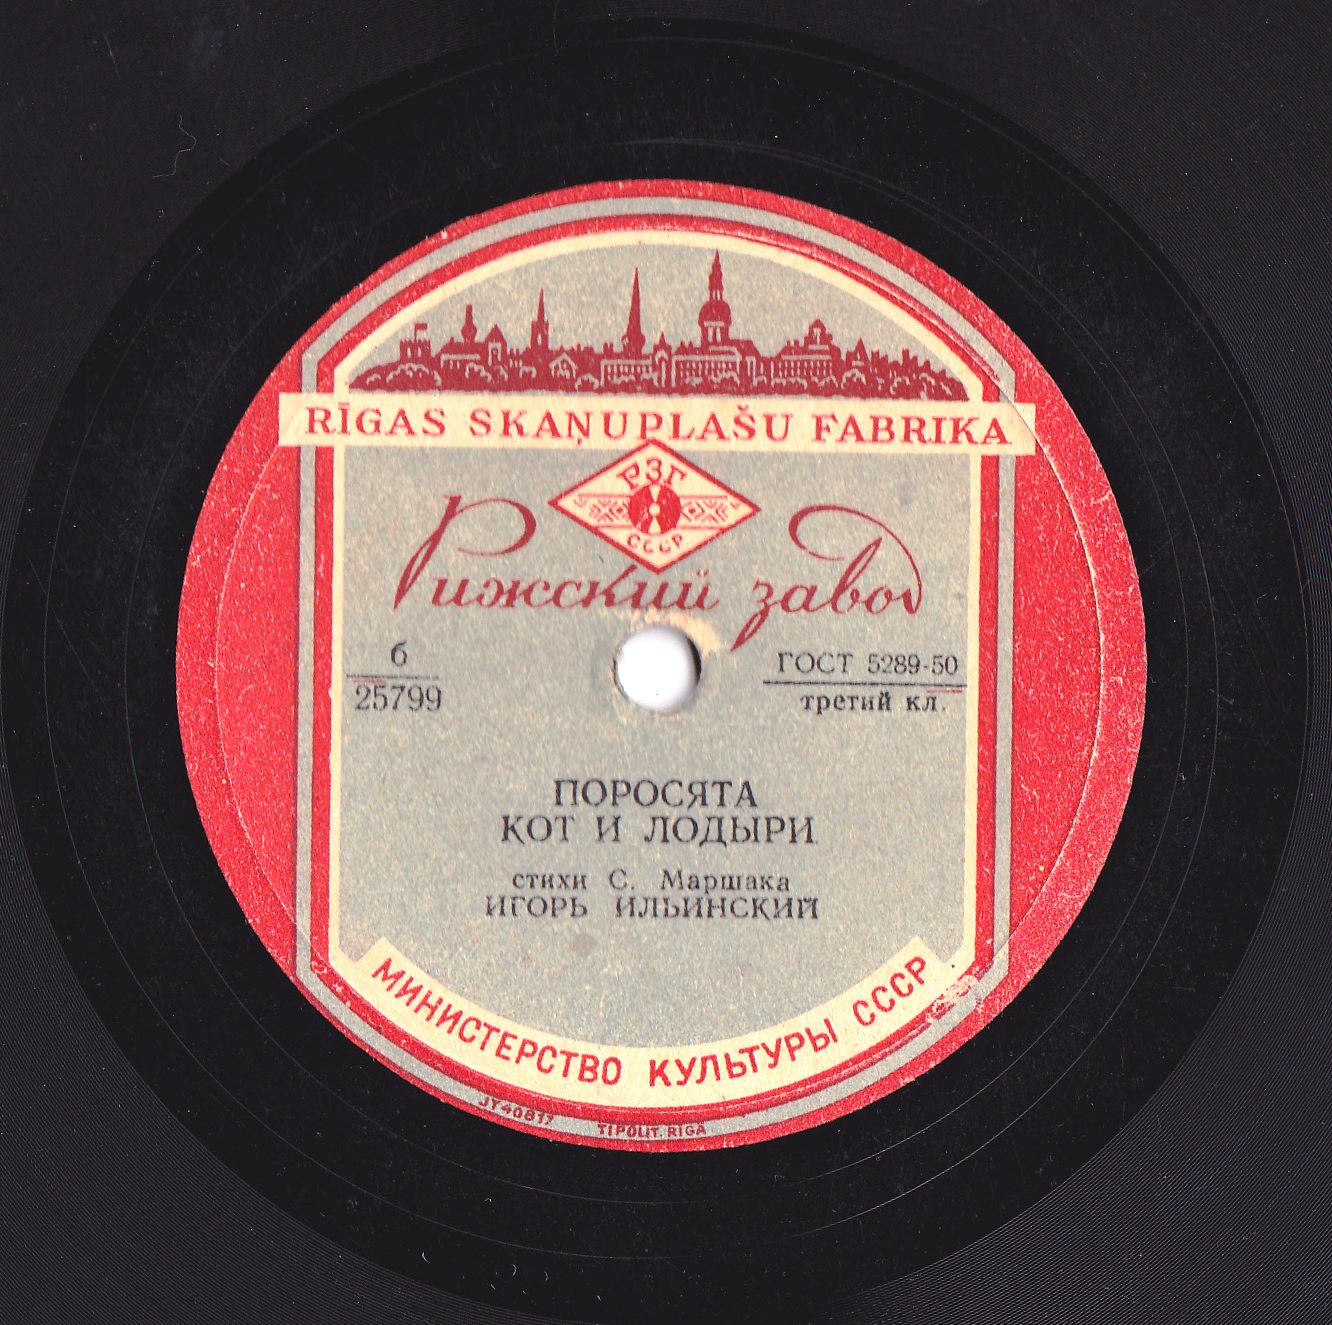 RĪGAS SKAŅUPLAŠU FABRIKA
РЗГ
СССР
Рижский завод
6
25799
ГОСТ 5289-50
третий кл.
ПОРОСЯТА
КОТ И ЛОДЫРИ
стихи С. Маршака
ИГОРЬ ИЛЬИНСКИЙ
МИНИСТЕРСТВО КУЛЬТУРЫ СССР
JT40817 TIPOLIT. RIGĀ